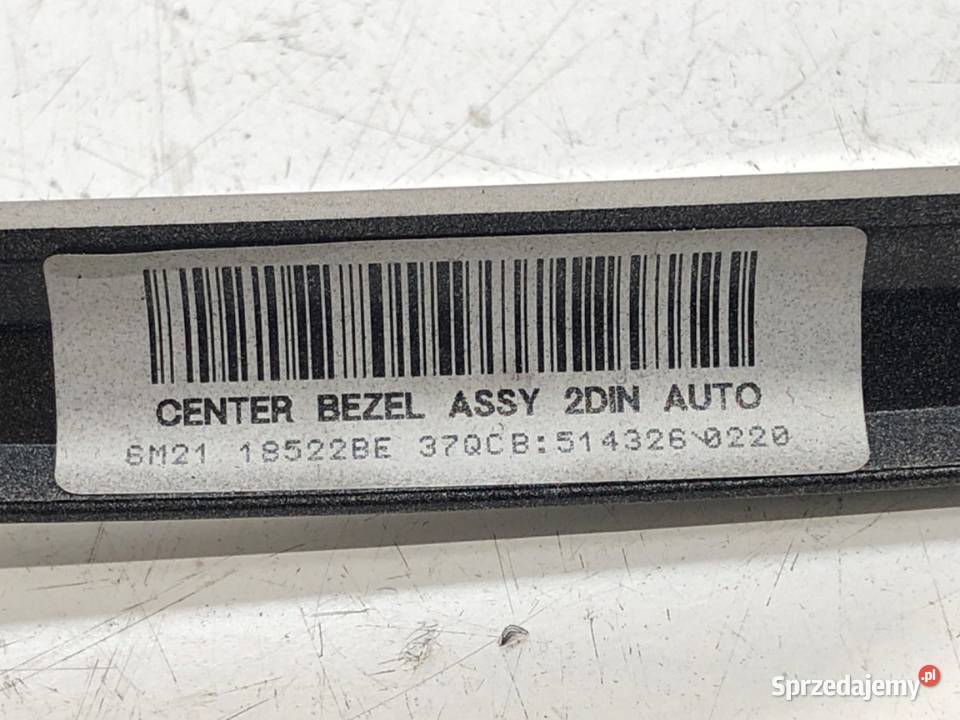 CENTER BEZEL ASSY 2DIN AUTO
6M21 18522BE 37QCB:514326 0220
Sprzedajemy.pl